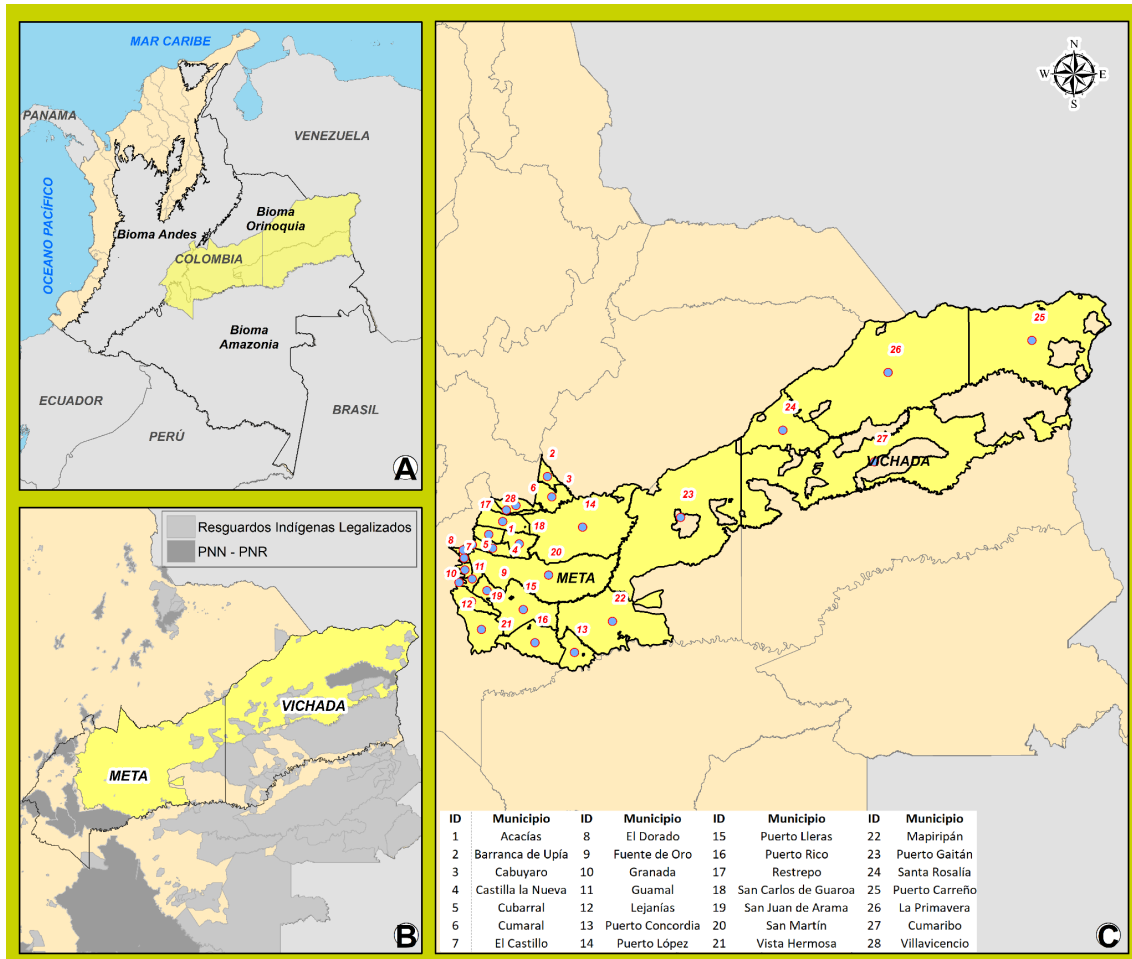 MAR CARIBE
PANAMA
VENEZUELA
OCEANO PACÍFICO
Bioma
Orinoquia
Bioma Andes
COLOMBIA
Bioma
Amazonia
ECUADOR
BRASIL
PERÚ
A
Resguardos Indígenas Legalizados
PNN - PNR
VICHADA
META
B
N
W E
S
25
26
24
27
VICHADA
2
3
6
28
17
14
23
1
18
8
7
5
4
20
META
10
11
9
15
19
12
22
21
16
13
ID Municipio ID Municipio ID Municipio ID Municipio
1 Acacías 8 El Dorado 15 Puerto Lleras 22 Mapiripán
2 Barranca de Upía 9 Fuente de Oro 16 Puerto Rico 23 Puerto Gaitán
3 Cabuyaro 10 Granada 17 Restrepo 24 Santa Rosalía
4 Castilla la Nueva 11 Guamal 18 San Carlos de Guaroa 25 Puerto Carreño
5 Cubarral 12 Lejanías 19 San Juan de Arama 26 La Primavera
6 Cumaral 13 Puerto Concordia 20 San Martín 27 Cumaribo
7 El Castillo 14 Puerto López 21 Vista Hermosa 28 Villavicencio
C